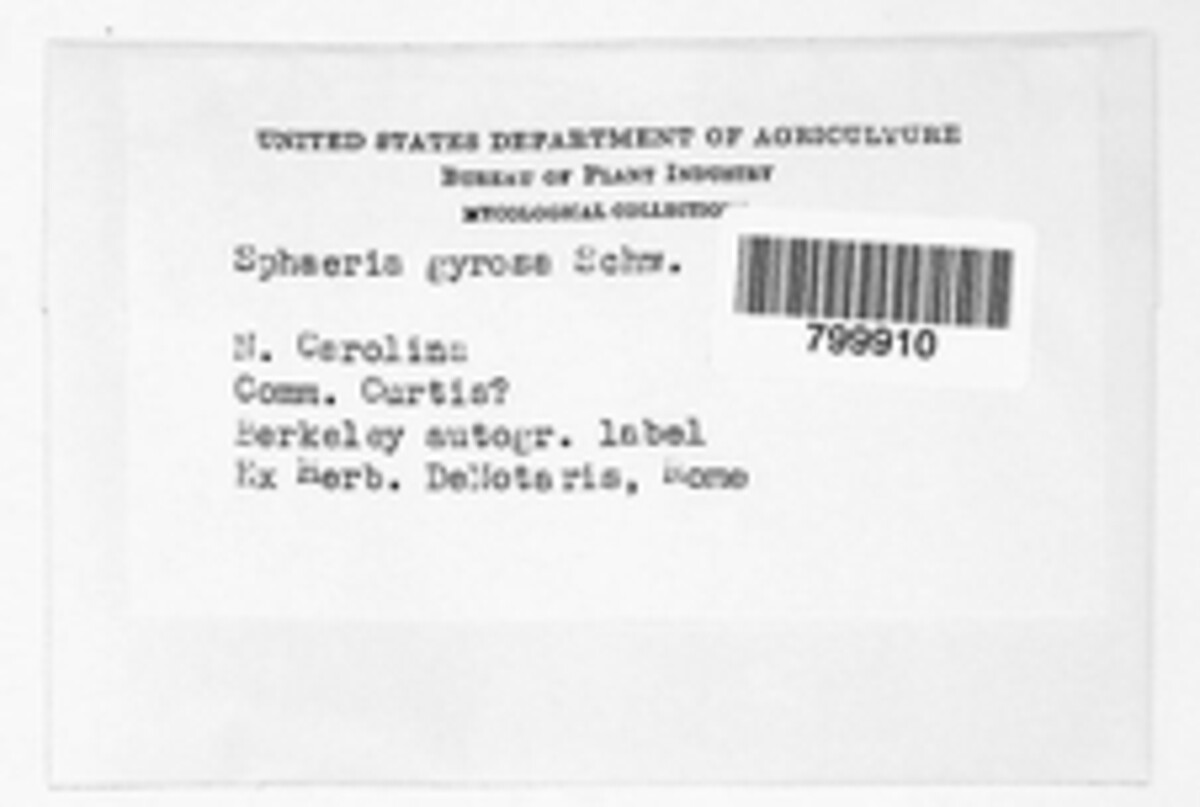 UNITED STATES DEPARTMENT OF AGRICULTURE
BUREAU OF PLANT INDUSTRY
MYCOLOGICAL COLLECTIO
Sphaeria gyrosa Schw.
799910
N. Carolina
Comm. Curtis?
Berkeley autogr. label
Ex Herb. DeNotaris, Rome